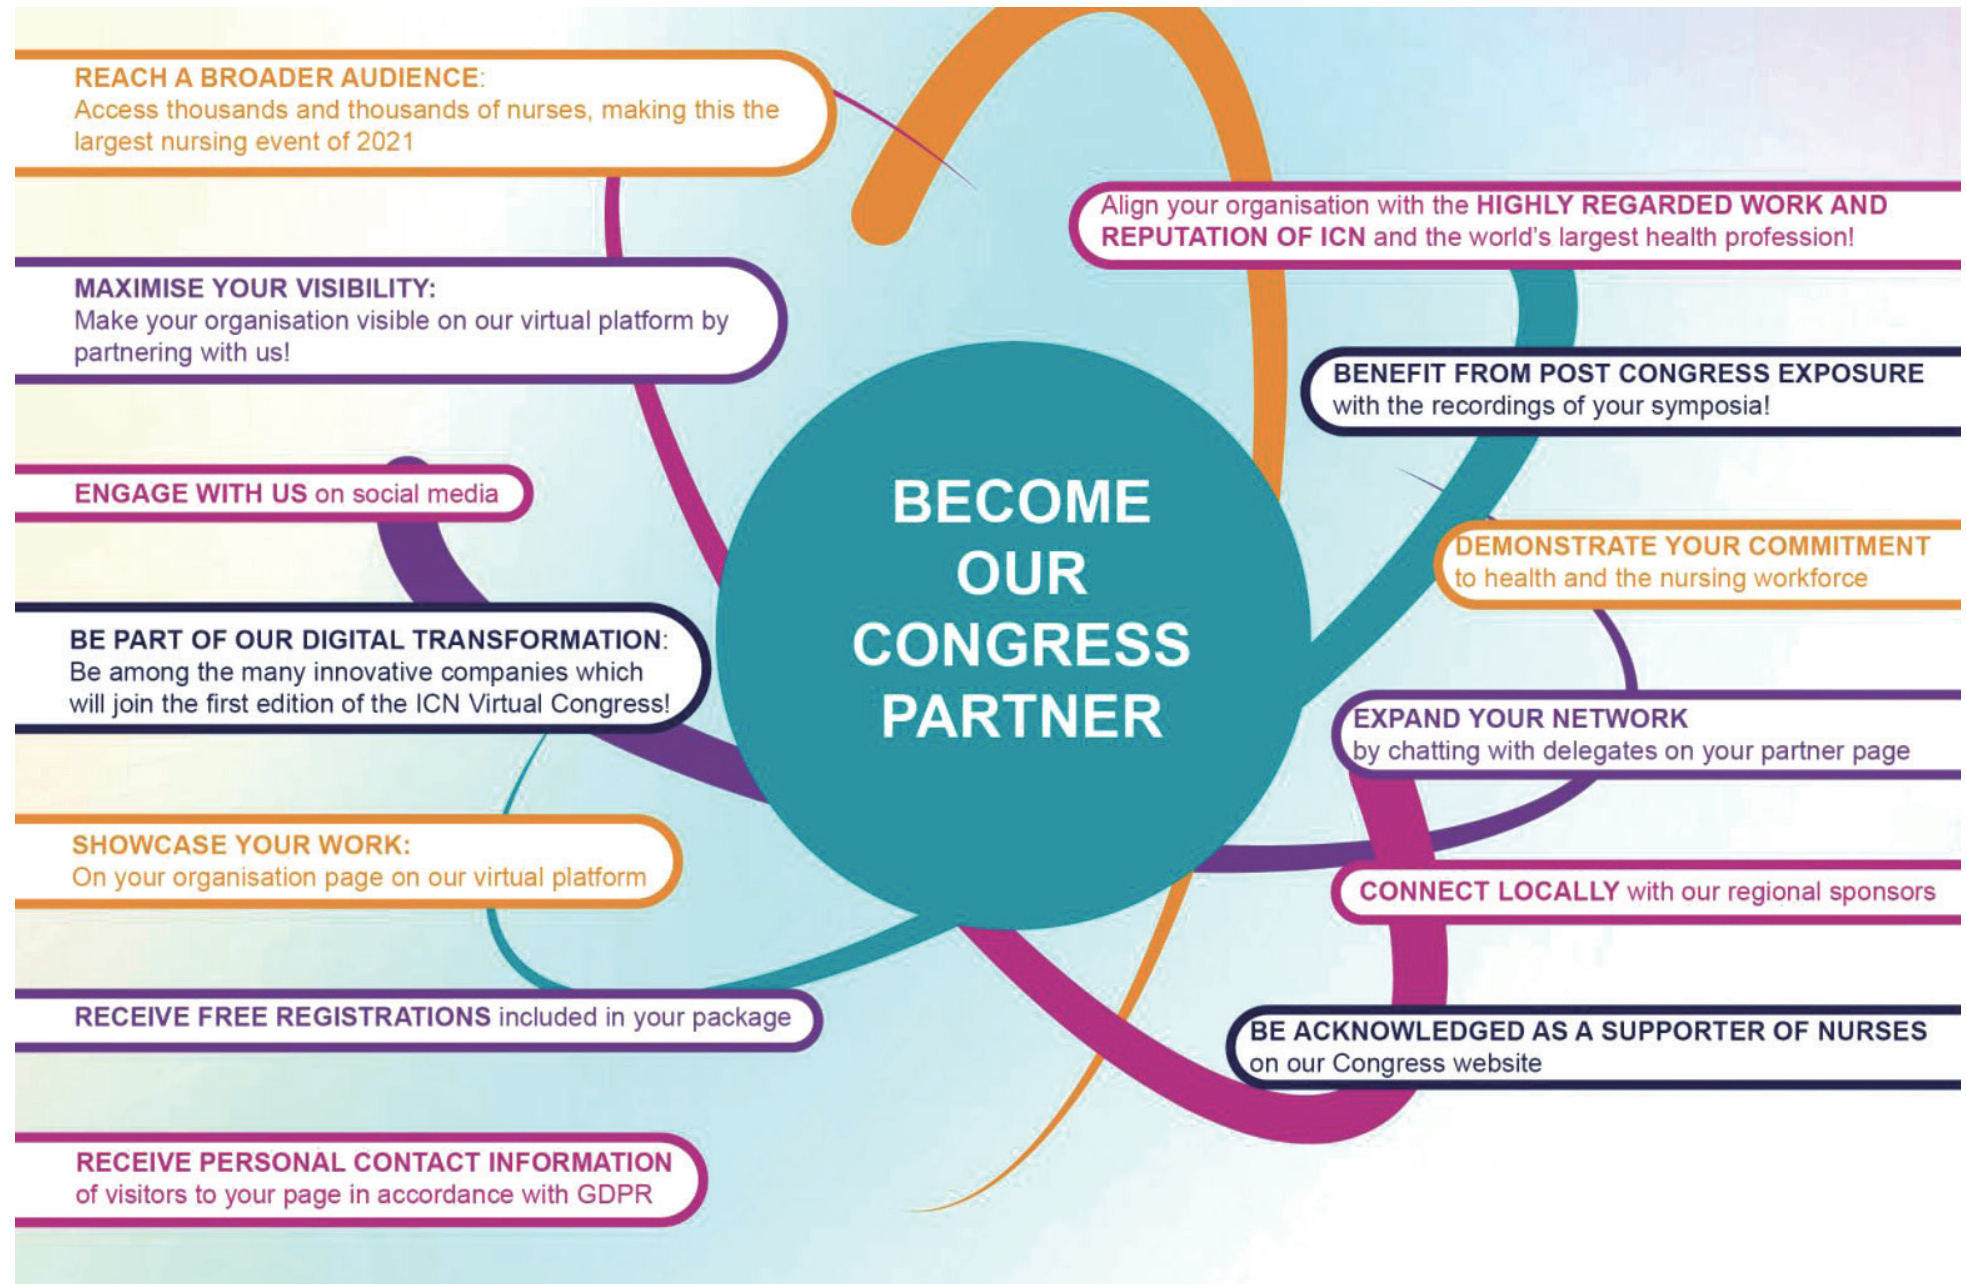 REACH A BROADER AUDIENCE:
Access thousands and thousands of nurses, making this the
largest nursing event of 2021
MAXIMISE YOUR VISIBILITY:
Make your organisation visible on our virtual platform by
partnering with us!
ENGAGE WITH US on social media
BE PART OF OUR DIGITAL TRANSFORMATION:
Be among the many innovative companies which
will join the first edition of the ICN Virtual Congress!
SHOWCASE YOUR WORK:
On your organisation page on our virtual platform
RECEIVE FREE REGISTRATIONS included in your package
RECEIVE PERSONAL CONTACT INFORMATION
of visitors to your page in accordance with GDPR
BECOME
OUR
CONGRESS
PARTNER
Align your organisation with the HIGHLY REGARDED WORK AND
REPUTATION OF ICN and the world's largest health profession!
BENEFIT FROM POST CONGRESS EXPOSURE
with the recordings of your symposia!
DEMONSTRATE YOUR COMMITMENT
to health and the nursing workforce
EXPAND YOUR NETWORK
by chatting with delegates on your partner page
CONNECT LOCALLY with our regional sponsors
BE ACKNOWLEDGED AS A SUPPORTER OF NURSES
on our Congress website